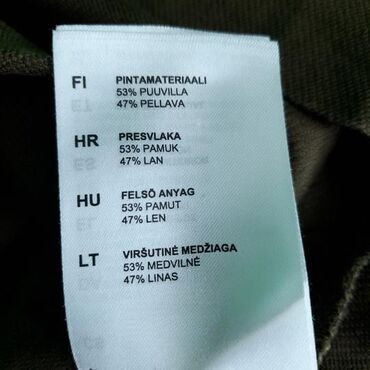 FI PINTAMATERIAALI
53% PUUVILLA
47% PELLAVA
HR PRESVLAKA
53% PAMUK
47% LAN
HU FELSÖ ANYAG
53% PAMUT
47% LEN
LT VIRŠUTINĖ MEDŽIAGA
53% MEDVILNĖ
47% LINAS